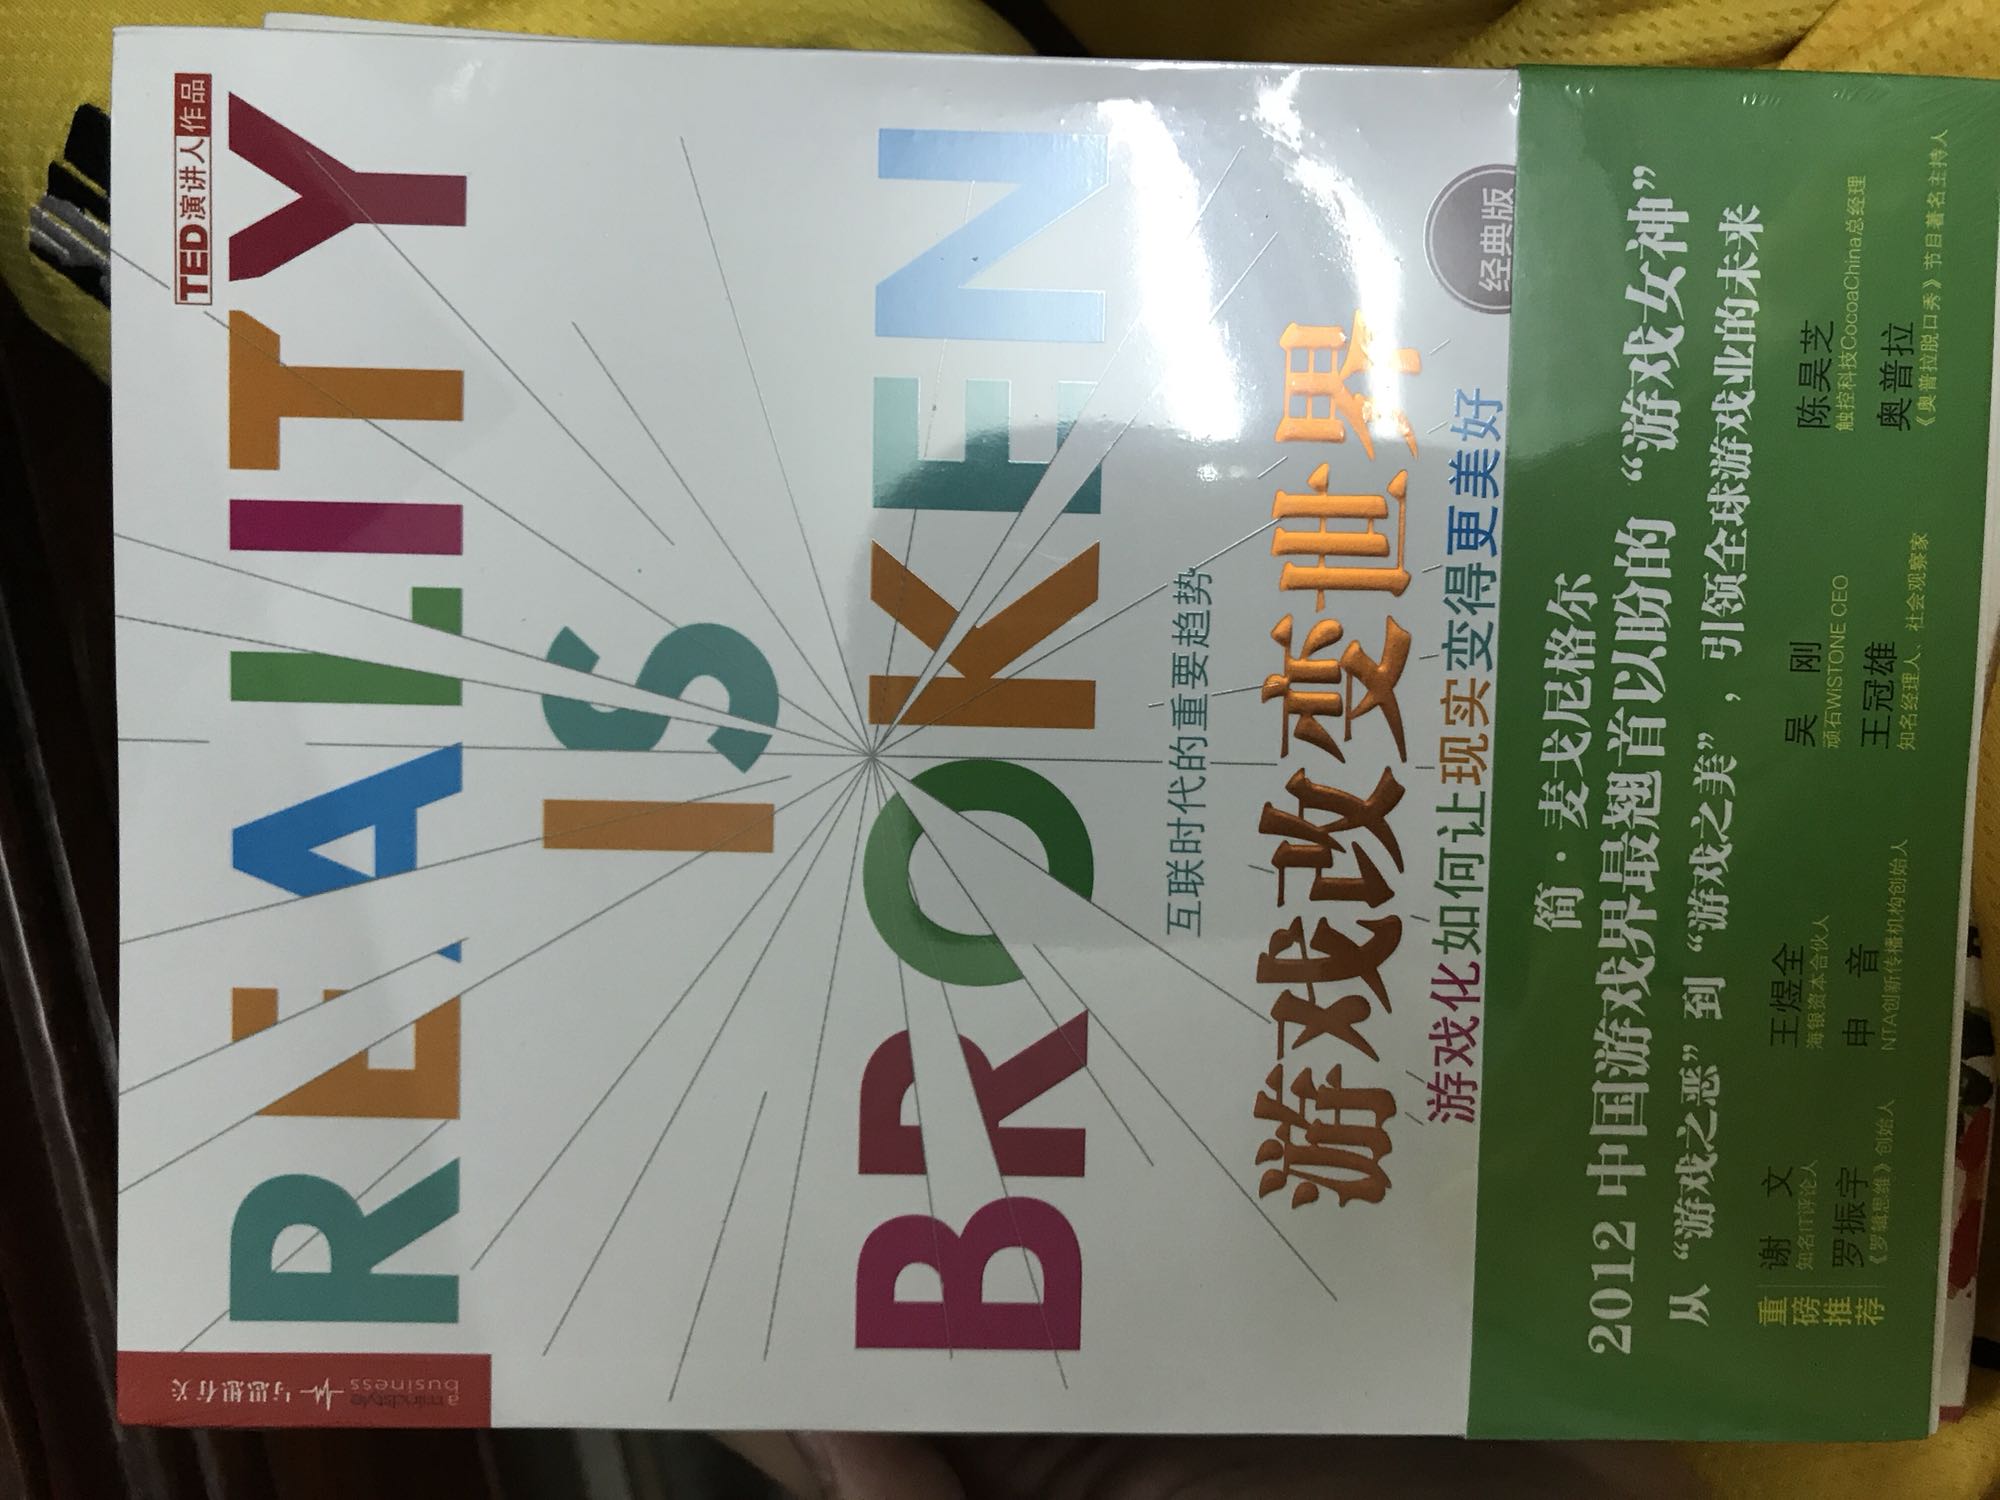 与思想有关
a mindstyle
business
TED演讲人作品
REALITY
IS
BROKEN
互联时代的重要趋势
游戏改变世界
游戏化如何让现实变得更美好
经典版
简·麦戈尼格尔
2012 中国游戏界最翘首以盼的“游戏女神”
从“游戏之恶”到“游戏之美”，引领全球游戏业的未来
重磅推荐
谢 文 王煜全 吴 刚 陈昊芝
知名IT评论人 海银资本合伙人 顽石WiSTONE CEO 触控科技CocoaChina总经理
罗振宇 申 音 王冠雄 奥普拉
《罗辑思维》创始人 NTA创新传播机构创始人 知名经理人、社会观察家 《奥普拉脱口秀》节目著名主持人